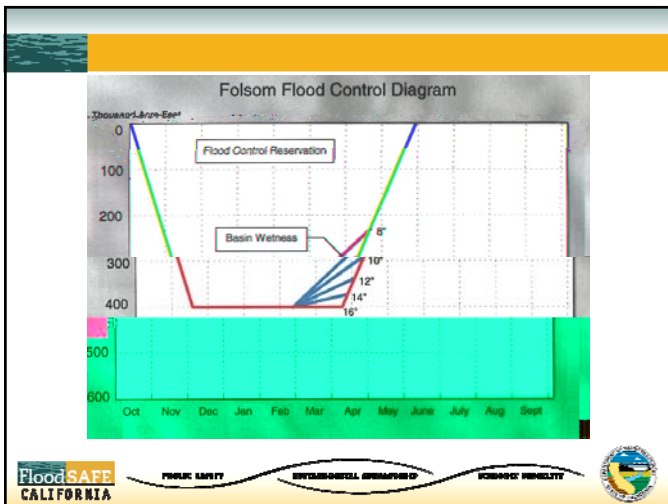 Folsom Flood Control Diagram
Thousand Acre-Feet
0
Flood Control Reservation
100
200
8"
Basin Wetness
300
10"
12"
14"
400
16"
500
600
Oct Nov Dec Jan Feb Mar Apr May June July Aug Sept
FloodSAFE
CALIFORNIA
PUBLIC SAFETY